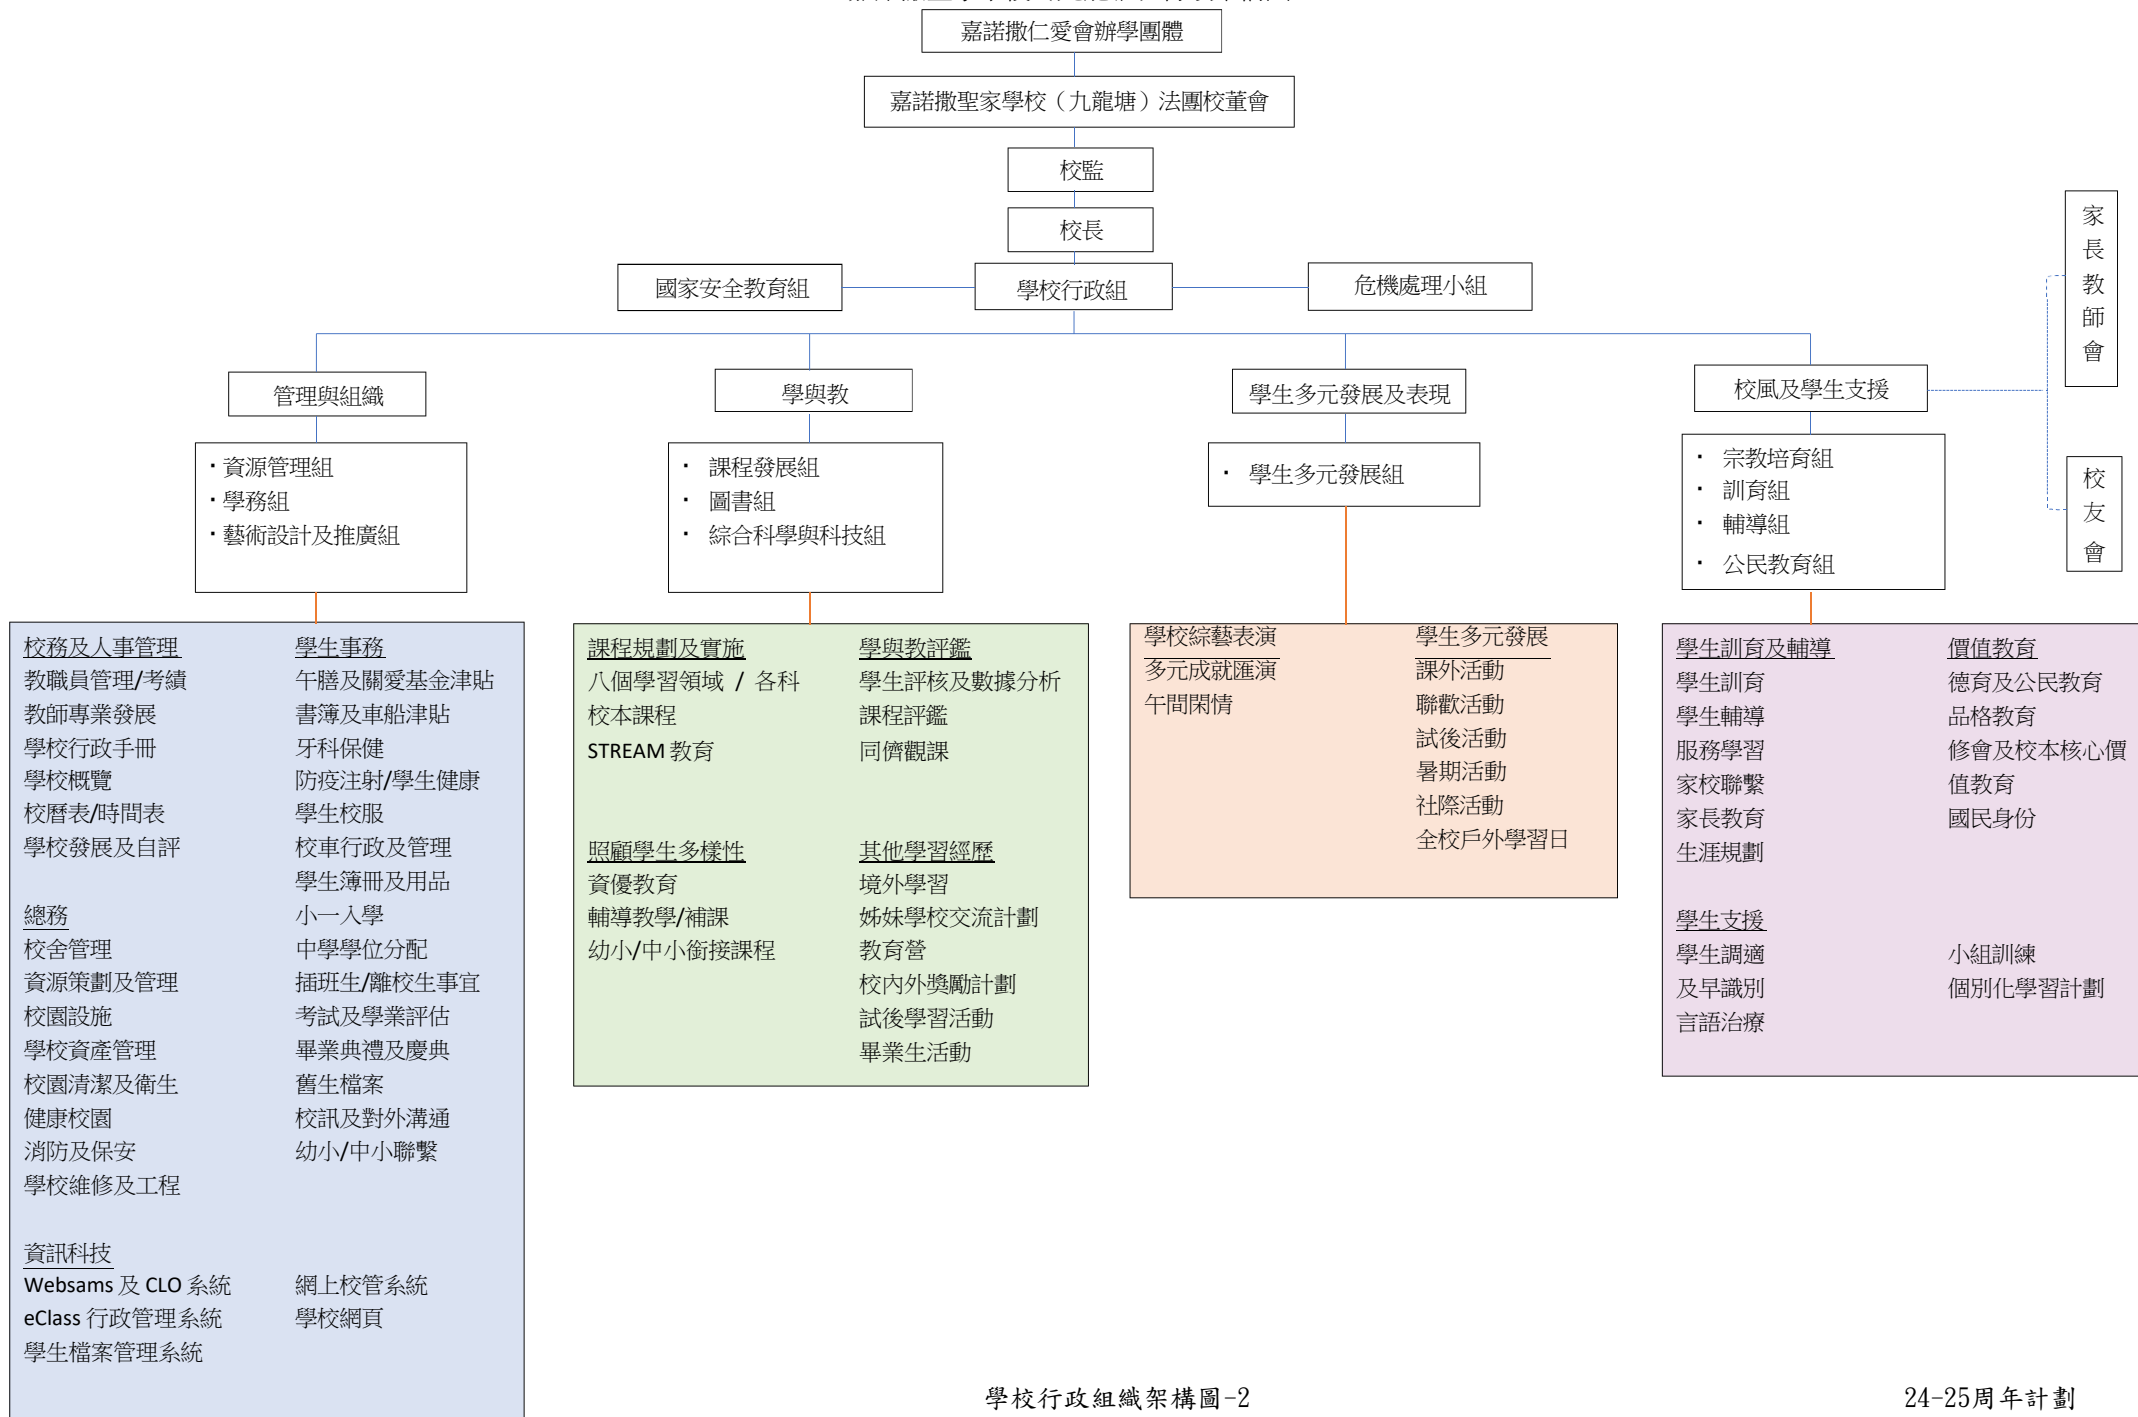 嘉諾撒仁愛會辦學團體
嘉諾撒聖家學校（九龍塘）法團校董會
校監
校長
國家安全教育組
學校行政組
危機處理小組
家長教師會
校友會
管理與組織
學與教
學生多元發展及表現
校風及學生支援
・資源管理組
・學務組
・藝術設計及推廣組
・ 課程發展組
・ 圖書組
・ 綜合科學與科技組
・ 學生多元發展組
・ 宗教培育組
・ 訓育組
・ 輔導組
・ 公民教育組
校務及人事管理
教職員管理/考績
教師專業發展
學校行政手冊
學校概覽
校曆表/時間表
學校發展及自評
總務
校舍管理
資源策劃及管理
校園設施
學校資產管理
校園清潔及衛生
健康校園
消防及保安
學校維修及工程
資訊科技
Websams 及 CLO 系統
eClass 行政管理系統
學生檔案管理系統
學生事務
午膳及關愛基金津貼
書簿及車船津貼
牙科保健
防疫注射/學生健康
學生校服
校車行政及管理
學生簿冊及用品
小一入學
中學學位分配
插班生/離校生事宜
考試及學業評估
畢業典禮及慶典
舊生檔案
校訊及對外溝通
幼小/中小聯繫
網上校管系統
學校網頁
課程規劃及實施
八個學習領域 / 各科
校本課程
STREAM 教育
學與教評鑑
學生評核及數據分析
課程評鑑
同儕觀課
照顧學生多樣性
資優教育
輔導教學/補課
幼小/中小銜接課程
其他學習經歷
境外學習
姊妹學校交流計劃
教育營
校內外獎勵計劃
試後學習活動
畢業生活動
學校綜藝表演
多元成就匯演
午間閑情
學生多元發展
課外活動
聯歡活動
試後活動
暑期活動
社際活動
全校戶外學習日
學生訓育及輔導
學生訓育
學生輔導
服務學習
家校聯繫
家長教育
生涯規劃
價值教育
德育及公民教育
品格教育
修會及校本核心價
值教育
國民身份
學生支援
學生調適
及早識別
言語治療
小組訓練
個別化學習計劃
學校行政組織架構圖-2
24-25周年計劃